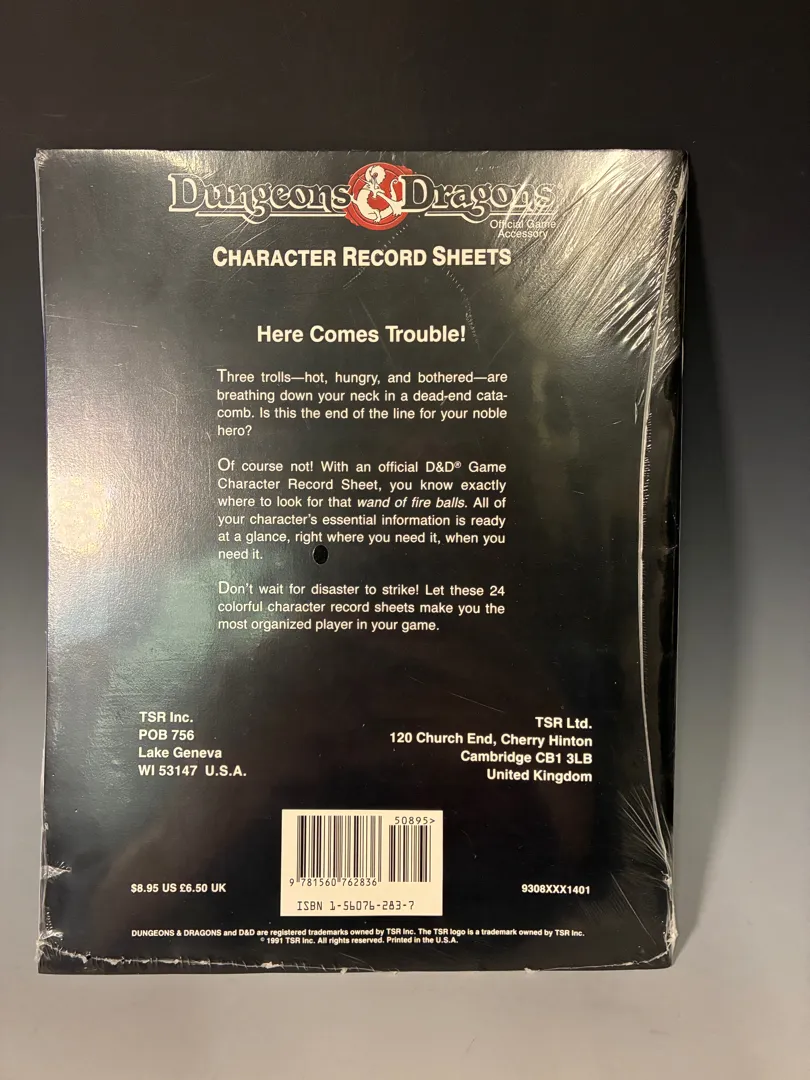 Dungeons & Dragons
Official Game
Accessory
CHARACTER RECORD SHEETS
Here Comes Trouble!
Three trolls—hot, hungry, and bothered—are
breathing down your neck in a dead-end cata-
comb. Is this the end of the line for your noble
hero?
Of course not! With an official D&D® Game
Character Record Sheet, you know exactly
where to look for that wand of fire balls. All of
your character's essential information is ready
at a glance, right where you need it, when you
need it.
Don't wait for disaster to strike! Let these 24
colorful character record sheets make you the
most organized player in your game.
TSR Inc.
POB 756
Lake Geneva
WI 53147 U.S.A.
TSR Ltd.
120 Church End, Cherry Hinton
Cambridge CB1 3LB
United Kingdom
50895>
9 781560 762836
ISBN 1-56076-283-7
$8.95 US £6.50 UK
9308XXX1401
DUNGEONS & DRAGONS and D&D are registered trademarks owned by TSR Inc. The TSR logo is a trademark owned by TSR Inc.
© 1991 TSR Inc. All rights reserved. Printed in the U.S.A.